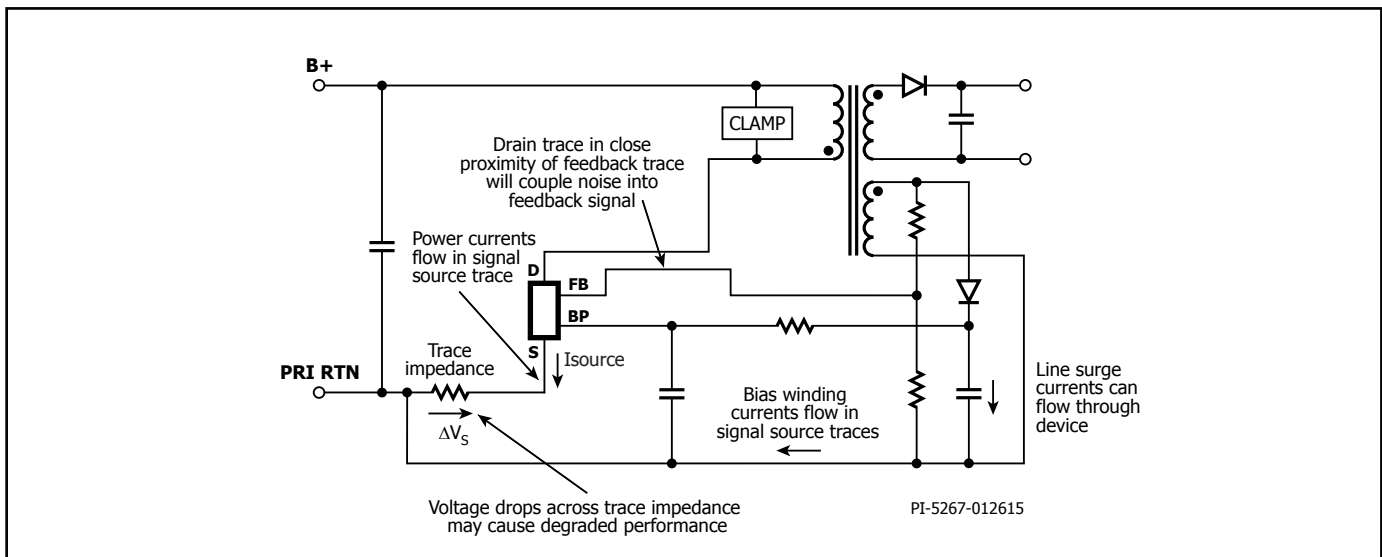 B+
CLAMP
Drain trace in close
proximity of feedback trace
will couple noise into
feedback signal
Power currents
flow in signal
source trace
D
FB
BP
S
Isource
Trace
impedance
PRI RTN
ΔVS
Bias winding
currents flow in
signal source traces
Line surge
currents can
flow through
device
Voltage drops across trace impedance
may cause degraded performance
PI-5267-012615